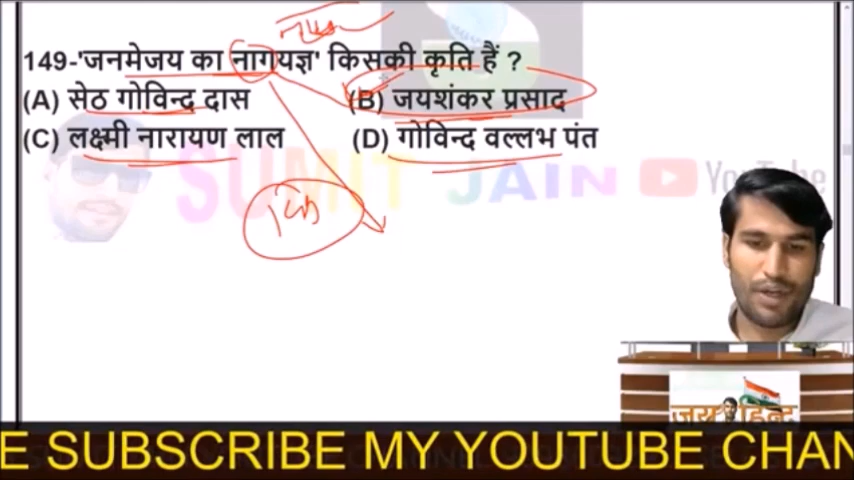 149-'जनमेजय का नागयज्ञ' किसकी कृति हैं ?
(A) सेठ गोविन्द दास (B) जयशंकर प्रसाद
(C) लक्ष्मी नारायण लाल (D) गोविन्द वल्लभ पंत
SUMIT JAIN YouTube
जय हिन्द
E SUBSCRIBE MY YOUTUBE CHAN